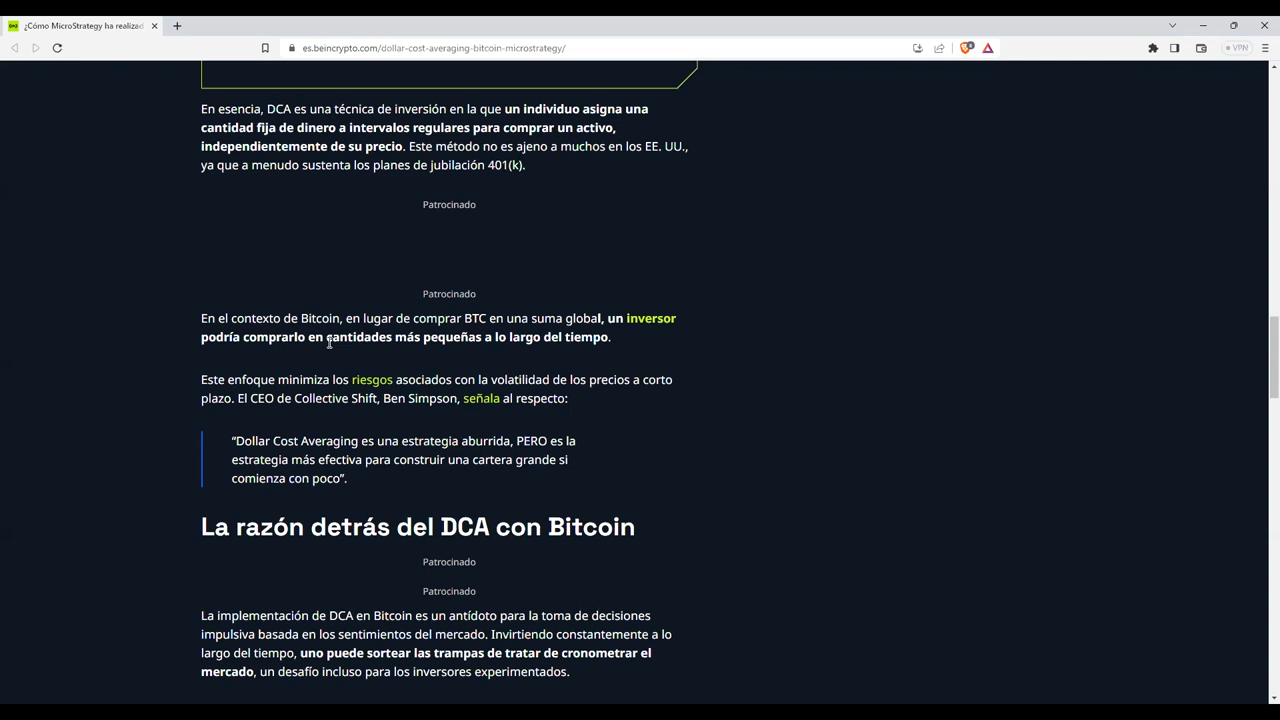 ¿Cómo MicroStrategy ha realizad
es.beincrypto.com/dollar-cost-averaging-bitcoin-microstrategy/
VPN
En esencia, DCA es una técnica de inversión en la que un individuo asigna una
cantidad fija de dinero a intervalos regulares para comprar un activo,
independientemente de su precio. Este método no es ajeno a muchos en los EE. UU.,
ya que a menudo sustenta los planes de jubilación 401(k).
Patrocinado
Patrocinado
En el contexto de Bitcoin, en lugar de comprar BTC en una suma global, un inversor
podría comprarlo en cantidades más pequeñas a lo largo del tiempo.
Este enfoque minimiza los riesgos asociados con la volatilidad de los precios a corto
plazo. El CEO de Collective Shift, Ben Simpson, señala al respecto:
“Dollar Cost Averaging es una estrategia aburrida, PERO es la
estrategia más efectiva para construir una cartera grande si
comienza con poco”.
La razón detrás del DCA con Bitcoin
Patrocinado
Patrocinado
La implementación de DCA en Bitcoin es un antídoto para la toma de decisiones
impulsiva basada en los sentimientos del mercado. Invirtiendo constantemente a lo
largo del tiempo, uno puede sortear las trampas de tratar de cronometrar el
mercado, un desafío incluso para los inversores experimentados.